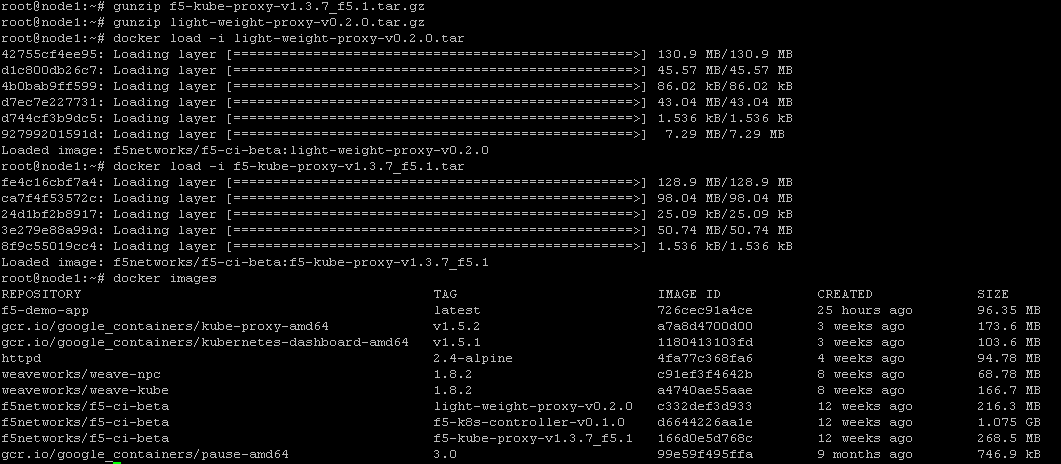 root@node1:~# gunzip f5-kube-proxy-v1.3.7_f5.1.tar.gz
root@node1:~# gunzip light-weight-proxy-v0.2.0.tar.gz
root@node1:~# docker load -i light-weight-proxy-v0.2.0.tar
42755cf4ee95: Loading layer [==================================================>] 130.9 MB/130.9 MB
d1c800db26c7: Loading layer [==================================================>] 45.57 MB/45.57 MB
4b0bab9ff599: Loading layer [==================================================>] 86.02 kB/86.02 kB
d7ec7e227731: Loading layer [==================================================>] 43.04 MB/43.04 MB
d744cf3b9dc5: Loading layer [==================================================>] 1.536 kB/1.536 kB
92799201591d: Loading layer [==================================================>]  7.29 MB/7.29 MB
Loaded image: f5networks/f5-ci-beta:light-weight-proxy-v0.2.0
root@node1:~# docker load -i f5-kube-proxy-v1.3.7_f5.1.tar
fe4c16cbf7a4: Loading layer [==================================================>] 128.9 MB/128.9 MB
ca7f4f53572c: Loading layer [==================================================>] 98.04 MB/98.04 MB
24d1bf2b8917: Loading layer [==================================================>] 25.09 kB/25.09 kB
3e279e88a99d: Loading layer [==================================================>] 50.74 MB/50.74 MB
8f9c55019cc4: Loading layer [==================================================>] 1.536 kB/1.536 kB
Loaded image: f5networks/f5-ci-beta:f5-kube-proxy-v1.3.7_f5.1
root@node1:~# docker images
REPOSITORY TAG IMAGE ID CREATED SIZE
f5-demo-app latest 726cec91a4ce 25 hours ago 96.35 MB
gcr.io/google_containers/kube-proxy-amd64 v1.5.2 a7a8d4700d00 3 weeks ago 173.6 MB
gcr.io/google_containers/kubernetes-dashboard-amd64 v1.5.1 1180413103fd 3 weeks ago 103.6 MB
httpd 2.4-alpine 4fa77c368fa6 4 weeks ago 94.78 MB
weaveworks/weave-npc 1.8.2 c91ef3f4642b 8 weeks ago 68.78 MB
weaveworks/weave-kube 1.8.2 a4740ae55aae 8 weeks ago 166.7 MB
f5networks/f5-ci-beta light-weight-proxy-v0.2.0 c332def3d933 12 weeks ago 216.3 MB
f5networks/f5-ci-beta f5-k8s-controller-v0.1.0 d6644226aa1e 12 weeks ago 1.075 GB
f5networks/f5-ci-beta f5-kube-proxy-v1.3.7_f5.1 166d0e5d768c 12 weeks ago 268.5 MB
gcr.io/google_containers/pause-amd64 3.0 99e59f495ffa 9 months ago 746.9 kB